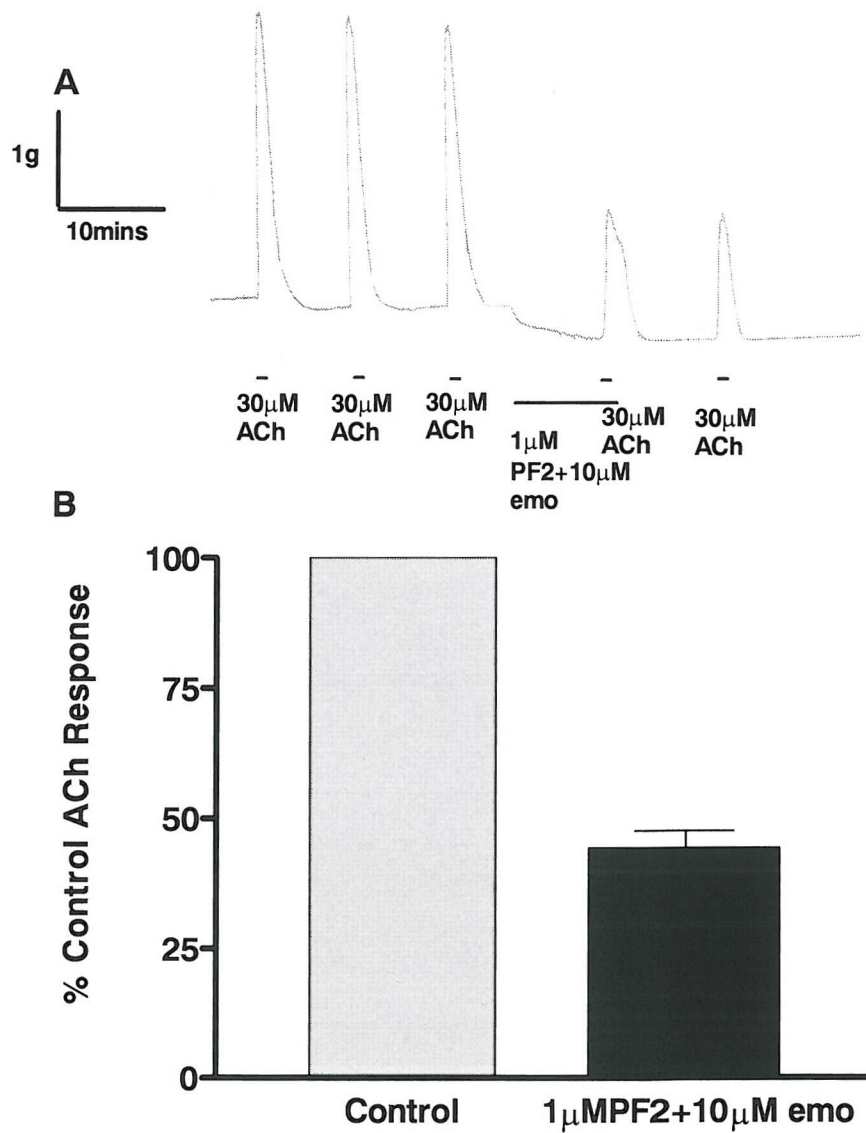 A
1g
10mins
30μM
ACh
30μM
ACh
30μM
ACh
1μM
PF2+10μM
emo
30μM
ACh
30μM
ACh
B
% Control ACh Response
100
75
50
25
0
Control
1μMPF2+10μM emo